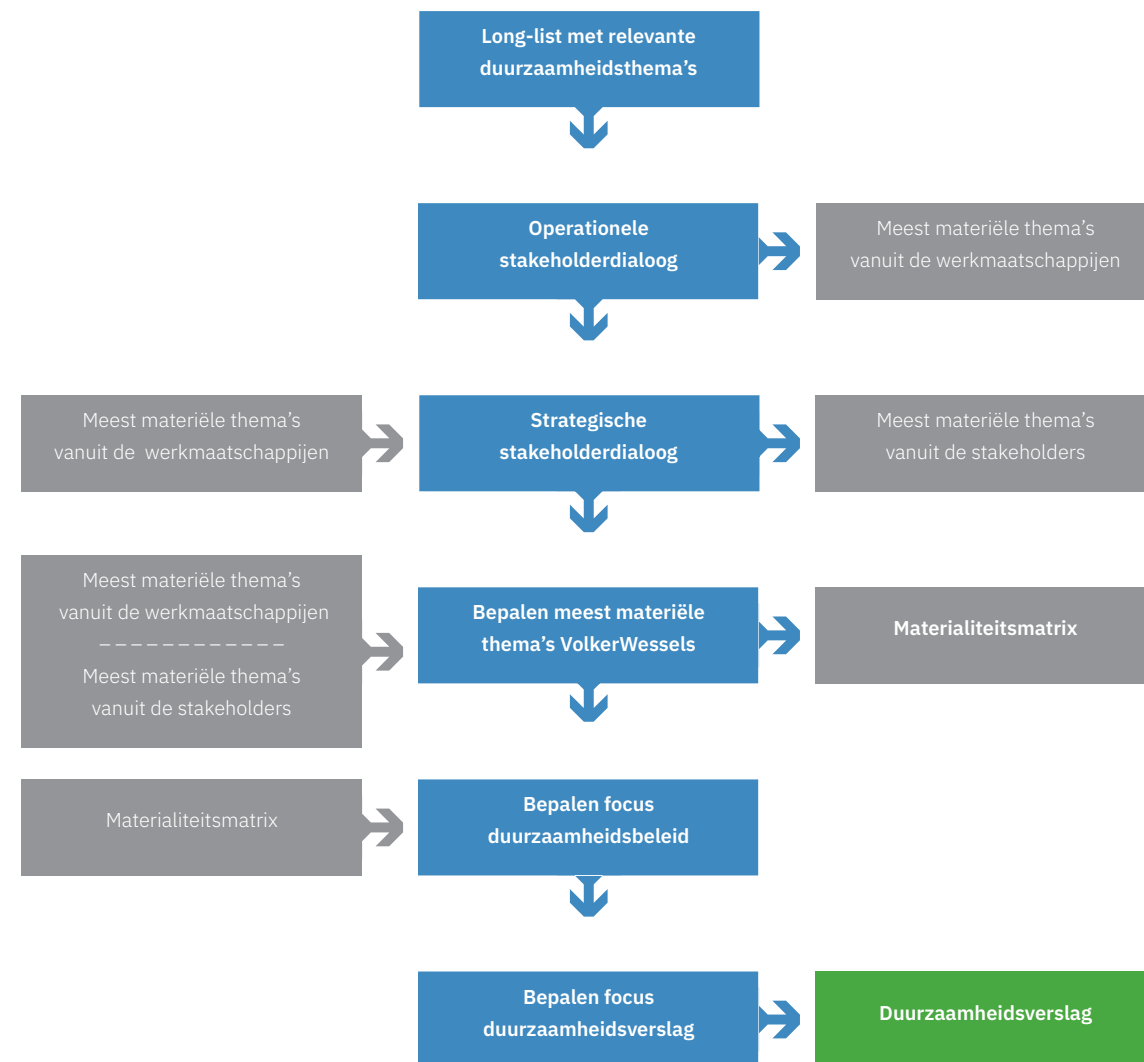 Long-list met relevante
duurzaamheidsthema’s
Operationele
stakeholderdialoog
Meest materiële thema’s
vanuit de werkmaatschappijen
Meest materiële thema’s
vanuit de werkmaatschappijen
Strategische
stakeholderdialoog
Meest materiële thema’s
vanuit de stakeholders
Meest materiële thema’s
vanuit de werkmaatschappijen
– – – – – – – – – – – – –
Meest materiële thema’s
vanuit de stakeholders
Bepalen meest materiële
thema’s VolkerWessels
Materialiteitsmatrix
Materialiteitsmatrix
Bepalen focus
duurzaamheidsbeleid
Bepalen focus
duurzaamheidsverslag
Duurzaamheidsverslag